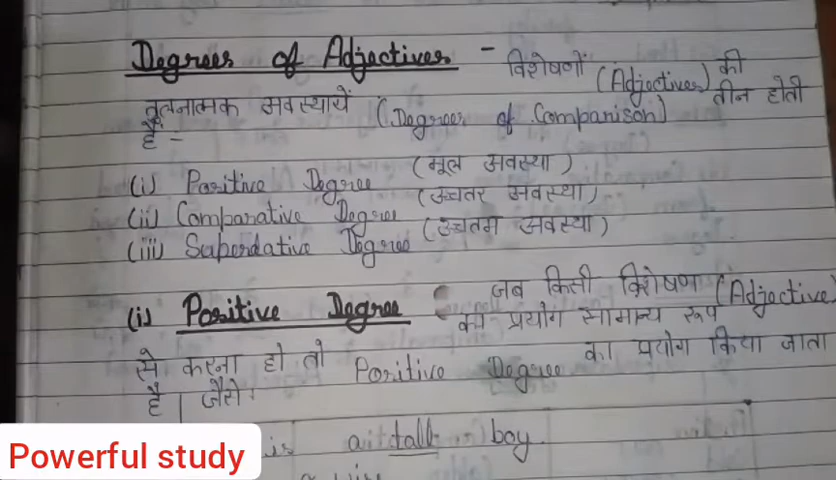 Degrees of Adjectives - विशेषणों (Adjectives) की
तुलनात्मक अवस्थायें (Degrees of Comparison) तीन होती
हैं -
(i) Positive Degree (मूल अवस्था)
(ii) Comparative Degree (उच्चतर अवस्था)
(iii) Superlative Degree (उच्चतम अवस्था)
(i) Positive Degree जब किसी विशेषण (Adjective)
का प्रयोग सामान्य रूप
से करना हो तो Positive Degree का प्रयोग किया जाता
है। जैसे
is a tall boy.
Powerful study